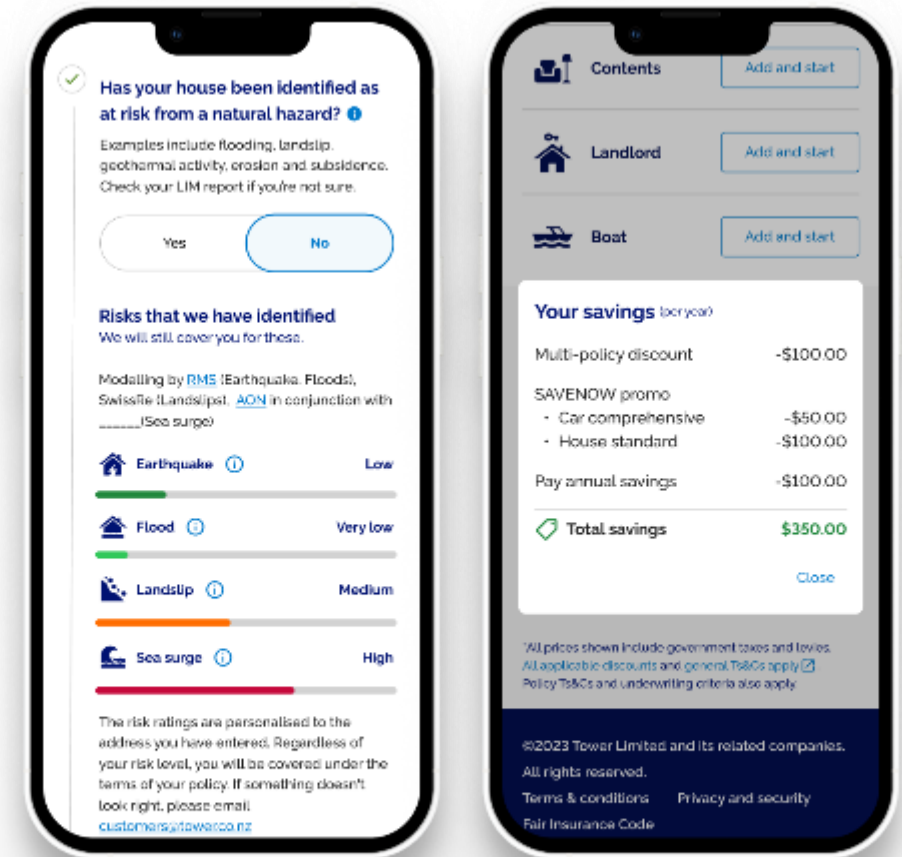 Has your house been identified as
at risk from a natural hazard?
Examples include flooding, landslip,
geothermal activity, erosion and subsidence.
Check your LIM report if you're not sure.
Yes
No
Risks that we have identified
We will still cover you for these.
Modelling by RMS (Earthquake, Floods),
SwissRe (Landslips), AON in conjunction with
______(Sea surge)
Earthquake
Low
Flood
Very low
Landslip
Medium
Sea surge
High
The risk ratings are personalised to the
address you have entered. Regardless of
your risk level, you will be covered under the
terms of your policy. If something doesn't
look right, please email
customers@tower.co.nz
Contents
Add and start
Landlord
Add and start
Boat
Add and start
Your savings (per year)
Multi-policy discount -$100.00
SAVENOW promo
- Car comprehensive -$50.00
- House standard -$100.00
Pay annual savings -$100.00
Total savings $350.00
Close
*All prices shown include government taxes and levies.
All applicable discounts and general Ts&Cs apply
Policy Ts&Cs and underwriting criteria also apply
©2023 Tower Limited and its related companies.
All rights reserved.
Terms & conditions Privacy and security
Fair Insurance Code